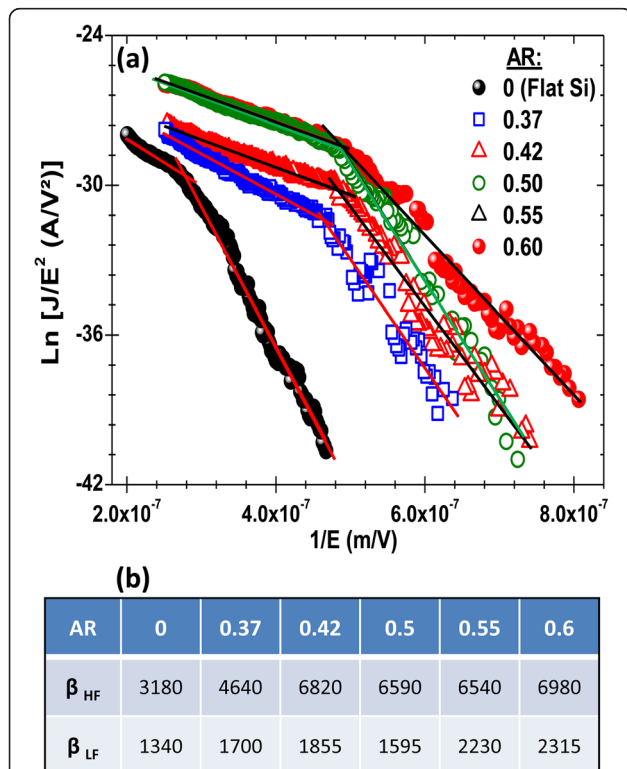 (a)
-24
-30
-36
-42
Ln [J/E² (A/V²)]
AR:
0 (Flat Si)
0.37
0.42
0.50
0.55
0.60
2.0x10⁻⁷ 4.0x10⁻⁷ 6.0x10⁻⁷ 8.0x10⁻⁷
1/E (m/V)
(b)
AR 0 0.37 0.42 0.5 0.55 0.6
β HF 3180 4640 6820 6590 6540 6980
β LF 1340 1700 1855 1595 2230 2315